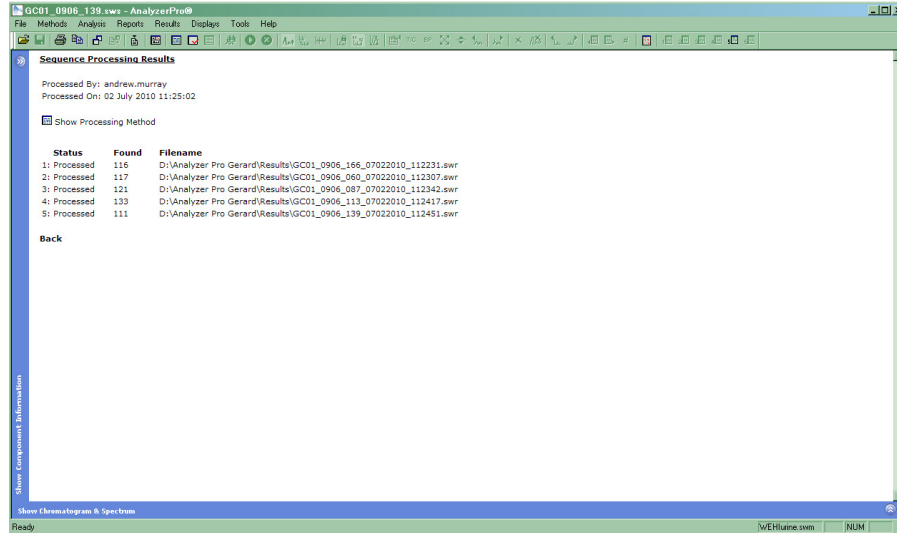 GC01_0906_139.sws - AnalyzerPro®
File Methods Analysis Reports Results Displays Tools Help
Sequence Processing Results
Processed By: andrew.murray
Processed On: 02 July 2010 11:25:02
Show Processing Method
Status Found Filename
1: Processed 116 D:\Analyzer Pro Gerard\Results\GC01_0906_166_07022010_112231.swr
2: Processed 117 D:\Analyzer Pro Gerard\Results\GC01_0906_060_07022010_112307.swr
3: Processed 121 D:\Analyzer Pro Gerard\Results\GC01_0906_087_07022010_112342.swr
4: Processed 133 D:\Analyzer Pro Gerard\Results\GC01_0906_113_07022010_112417.swr
5: Processed 111 D:\Analyzer Pro Gerard\Results\GC01_0906_139_07022010_112451.swr
Back
Show Component Information
Show Chromatogram & Spectrum
Ready WEHIurine.swm NUM